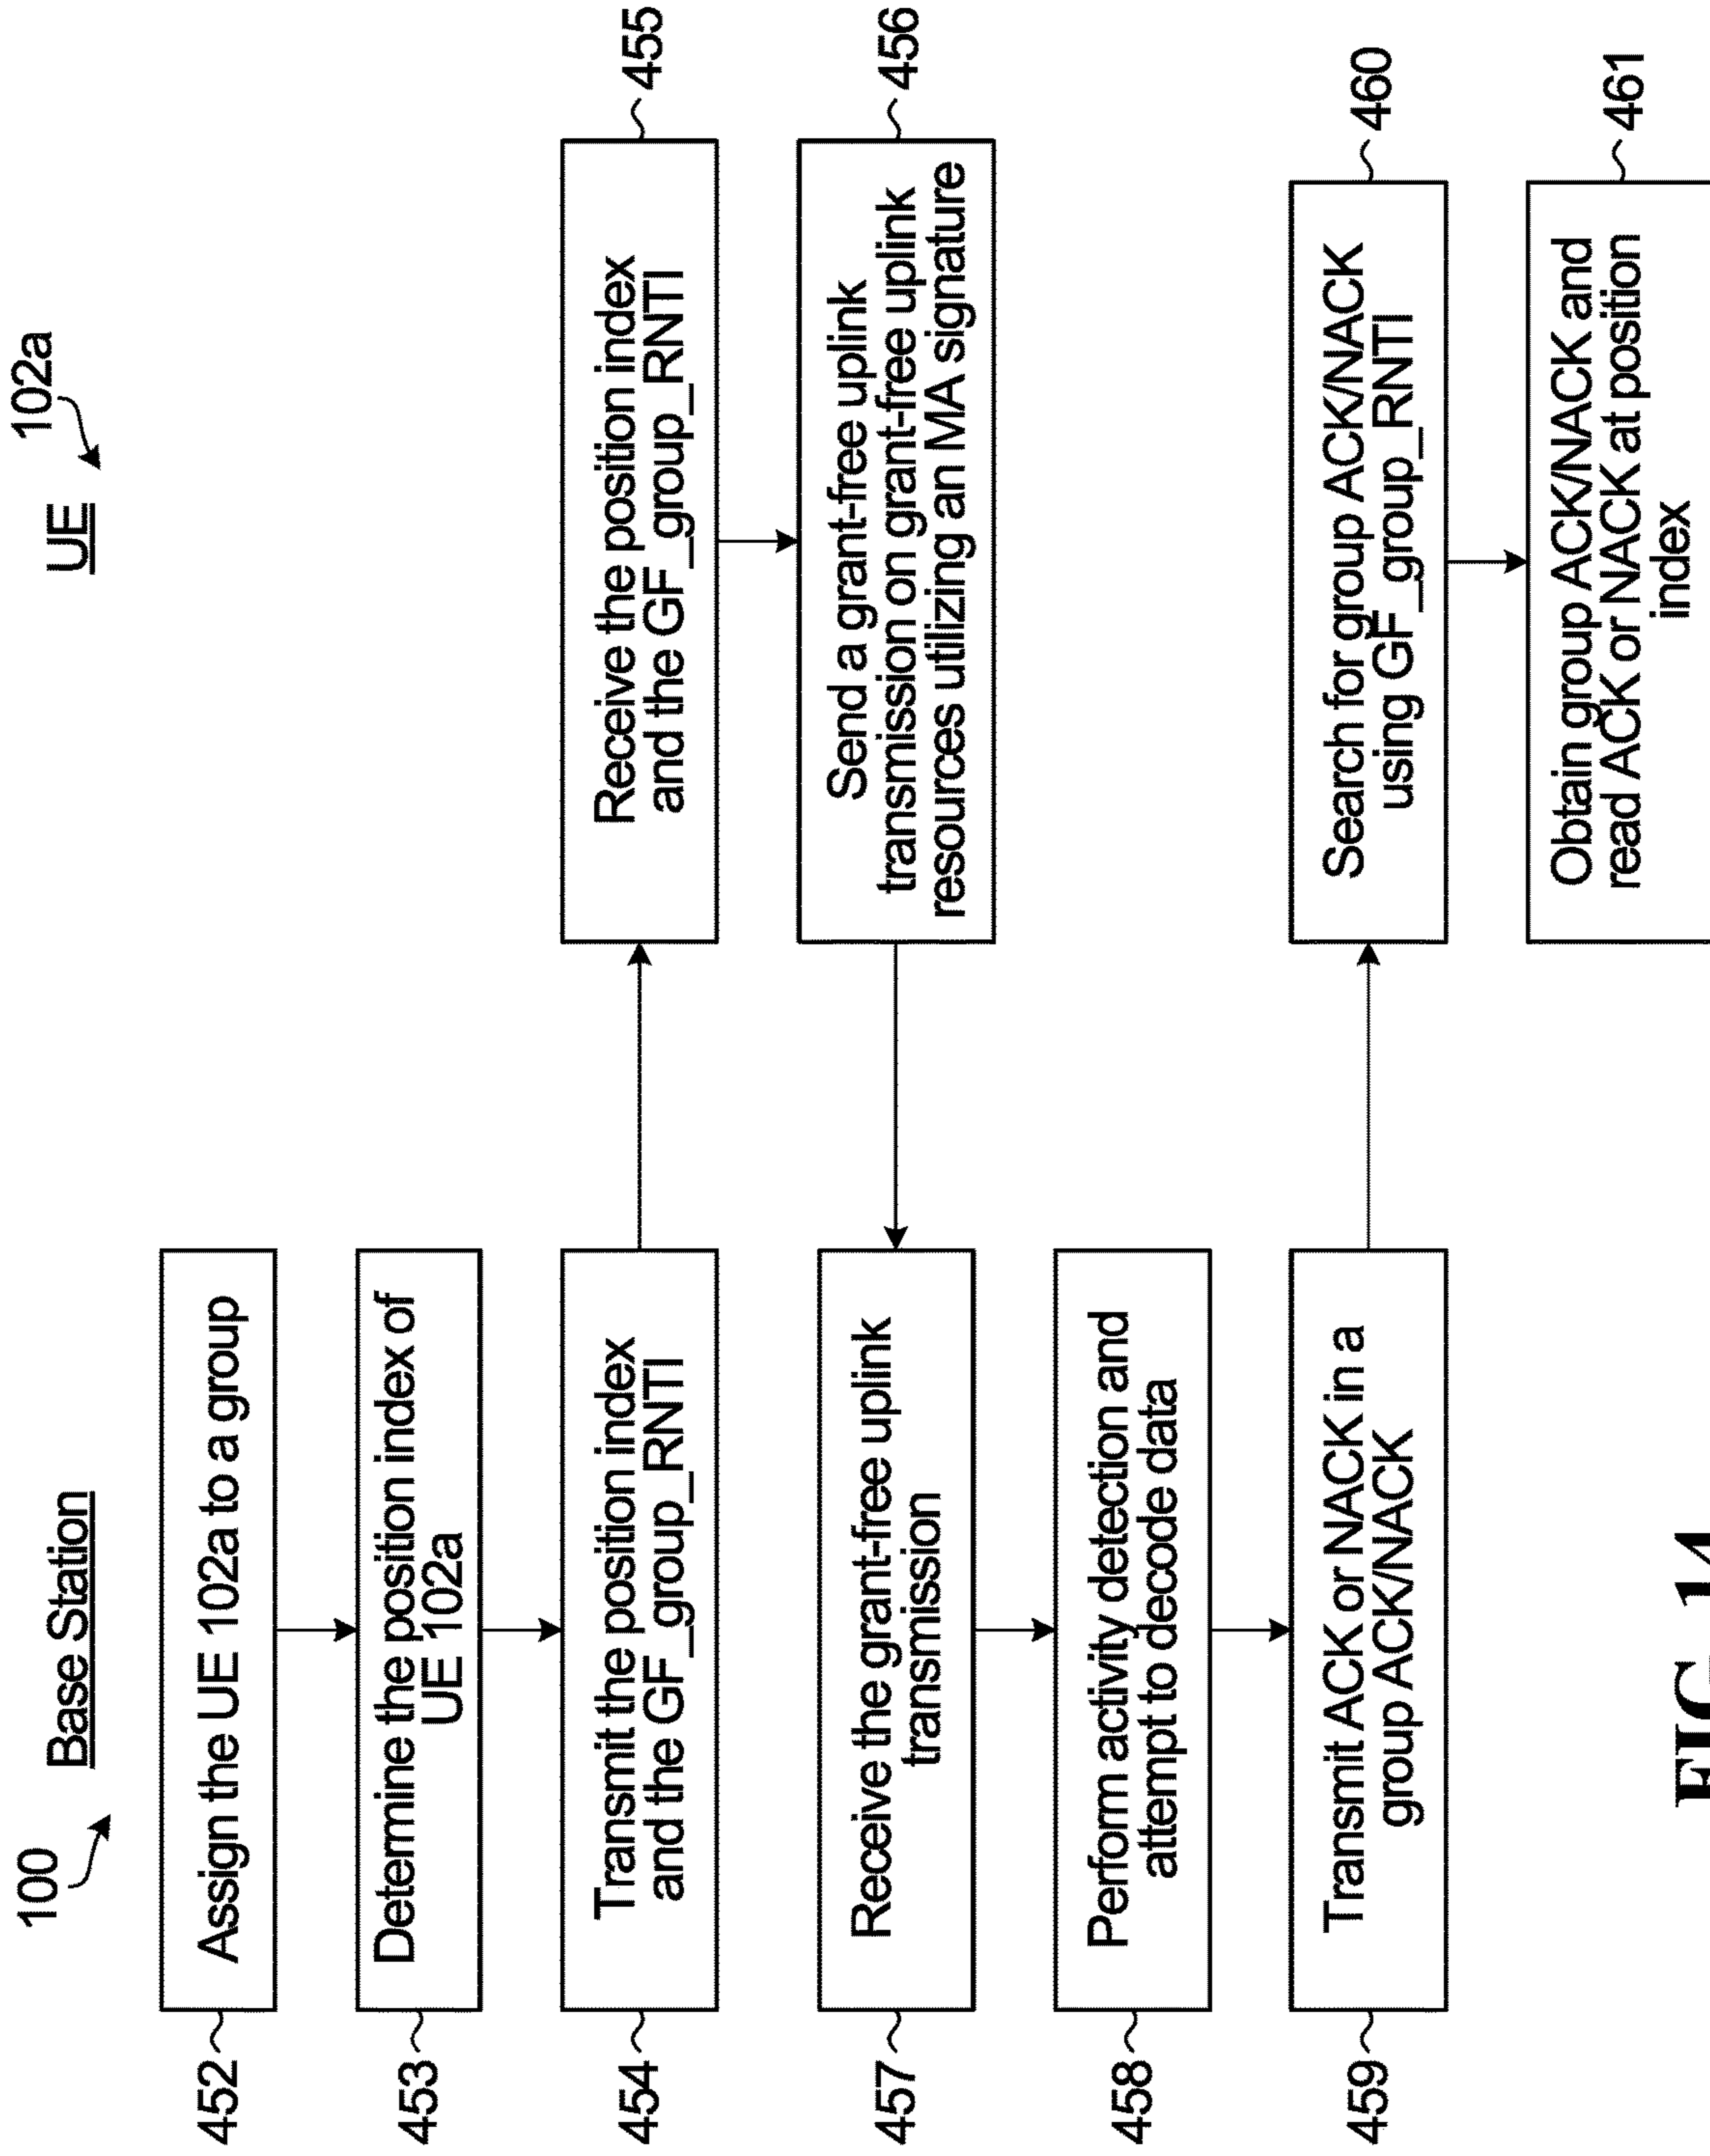 100
Base Station
UE
102a
452
Assign the UE 102a to a group
453
Determine the position index of
UE 102a
454
Transmit the position index
and the GF_group_RNTI
Receive the position index
and the GF_group_RNTI
455
Send a grant-free uplink
transmission on grant-free uplink
resources utilizing an MA signature
456
457
Receive the grant-free uplink
transmission
458
Perform activity detection and
attempt to decode data
459
Transmit ACK or NACK in a
group ACK/NACK
Search for group ACK/NACK
using GF_group_RNTI
460
Obtain group ACK/NACK and
read ACK or NACK at position
index
461
FIG. 14